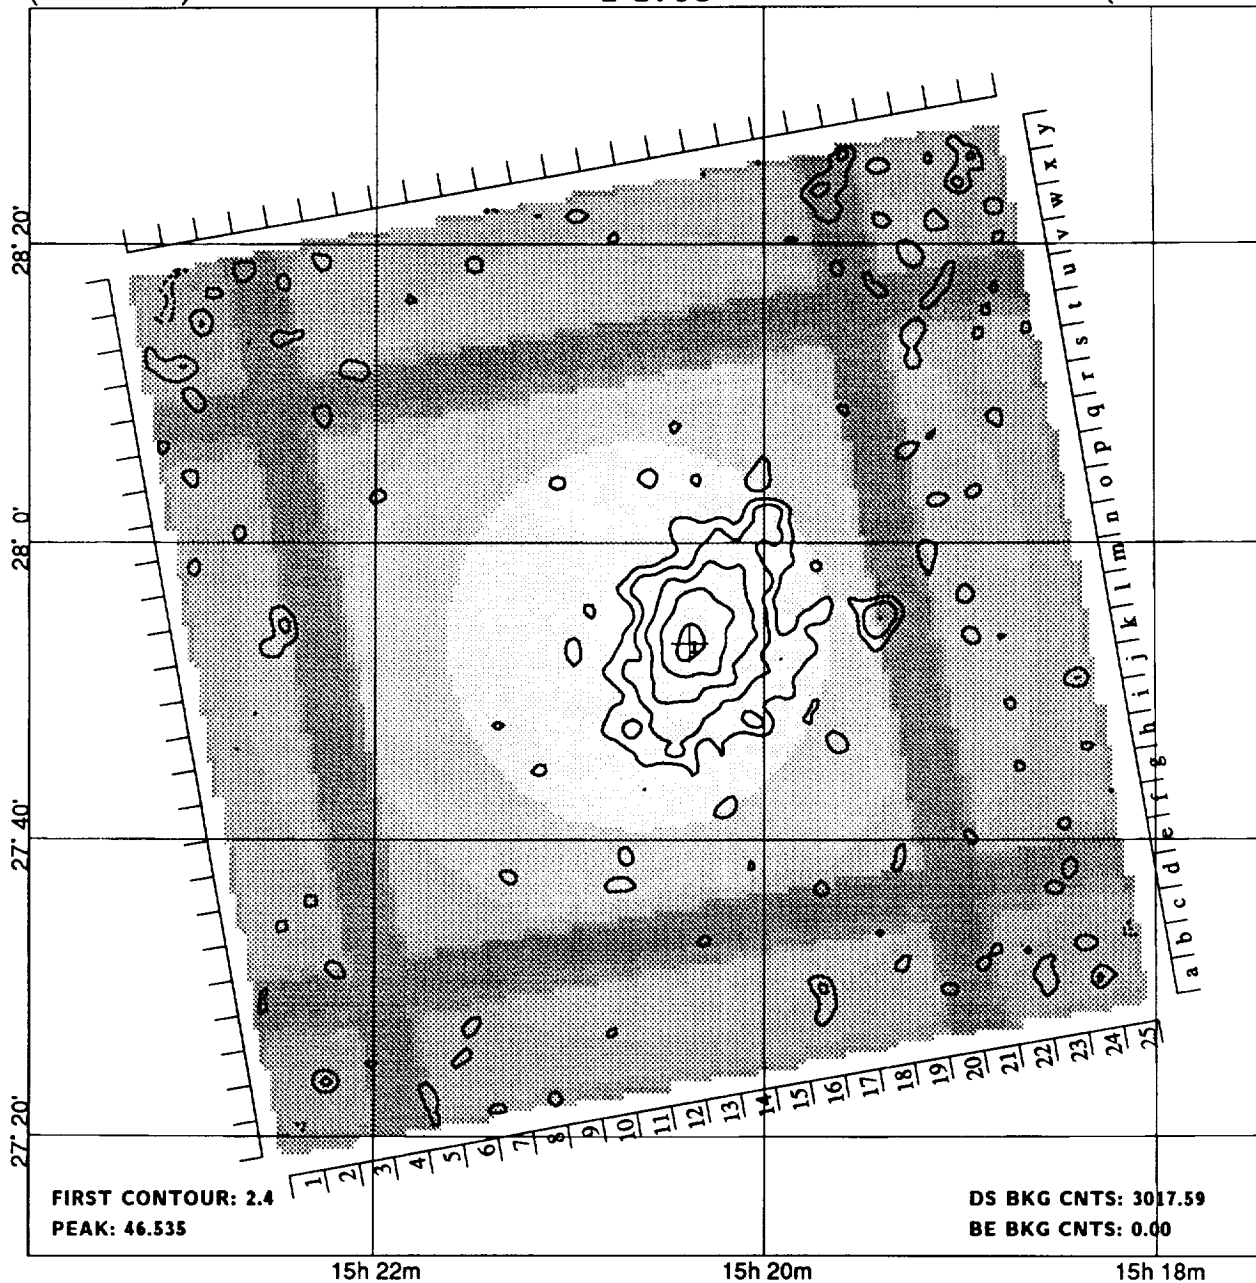 28° 20'
28° 0'
27° 40'
27° 20'
a b c d e f g h i j k l m n o p q r s t u v w x y
1 2 3 4 5 6 7 8 9 10 11 12 13 14 15 16 17 18 19 20 21 22 23 24 25
FIRST CONTOUR: 2.4
PEAK: 46.535
DS BKG CNTS: 3017.59
BE BKG CNTS: 0.00
15h 22m
15h 20m
15h 18m